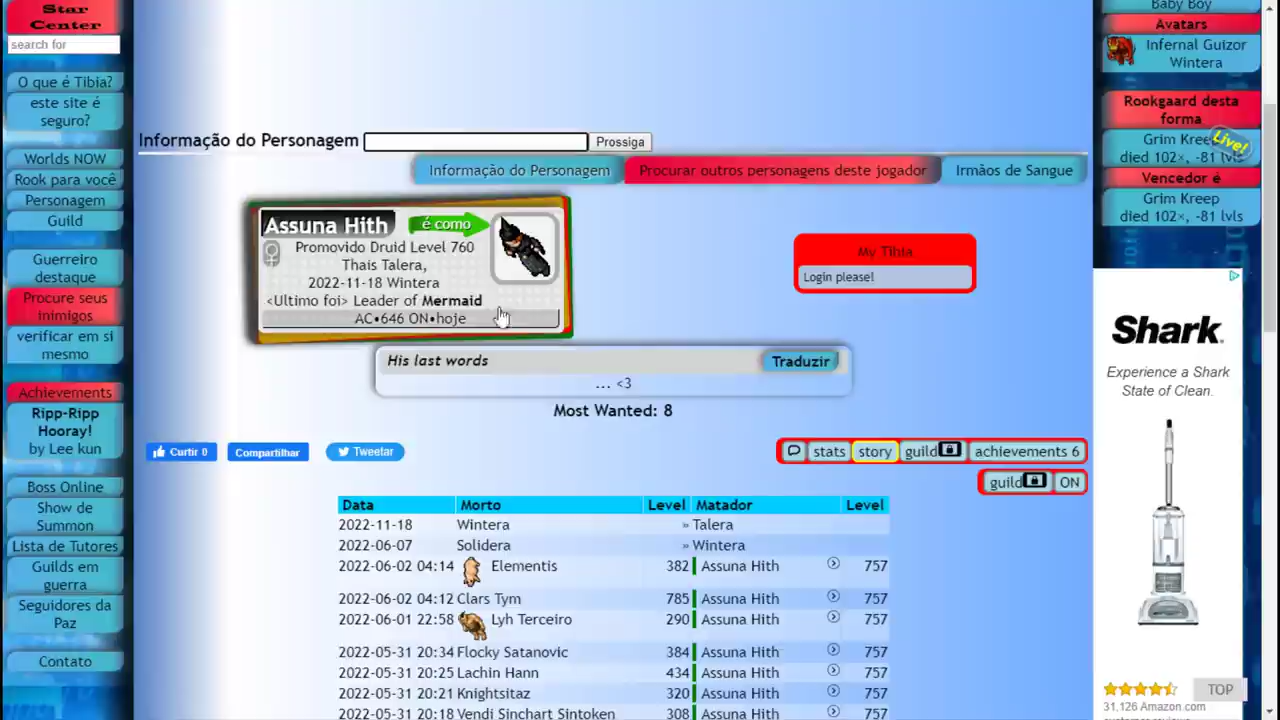 Star
Center
search for
O que é Tibia?
este site é
seguro?
Worlds NOW
Rook para você
Personagem
Guild
Guerreiro
destaque
Procure seus
inimigos
verificar em si
mesmo
Achievements
Ripp-Ripp
Hooray!
by Lee kun
Boss Online
Show de
Summon
Lista de Tutores
Guilds em
guerra
Seguidores da
Paz
Contato
Informação do Personagem Prossiga
Informação do Personagem Procurar outros personagens deste jogador Irmãos de Sangue
Assuna Hith é como
Promovido Druid Level 760
Thais Talera,
2022-11-18 Wintera
<Ultimo foi> Leader of Mermaid
AC•646 ON•hoje
My Tibia
Login please!
His last words Traduzir
... <3
Most Wanted: 8
Curtir 0 Compartilhar Tweetar
stats story guild achievements 6
guild ON
Data Morto Level Matador Level
2022-11-18 Wintera » Talera
2022-06-07 Solidera » Wintera
2022-06-02 04:14 Elementis 382 Assuna Hith 757
2022-06-02 04:12 Clars Tym 785 Assuna Hith 757
2022-06-01 22:58 Lyh Terceiro 290 Assuna Hith 757
2022-05-31 20:34 Flocky Satanovic 384 Assuna Hith 757
2022-05-31 20:25 Lachin Hann 434 Assuna Hith 757
2022-05-31 20:21 Knightsitaz 320 Assuna Hith 757
2022-05-31 20:18 Vendi Sinchart Sintoken 308 Assuna Hith 757
Baby Boy
Avatars
Infernal Guizor
Wintera
Rookgaard desta
forma
Grim Kreep Live!
died 102×, -81 lvls
Vencedor é
Grim Kreep
died 102×, -81 lvls
Shark
Experience a Shark
State of Clean.
TOP
31,126 Amazon.com
customer reviews